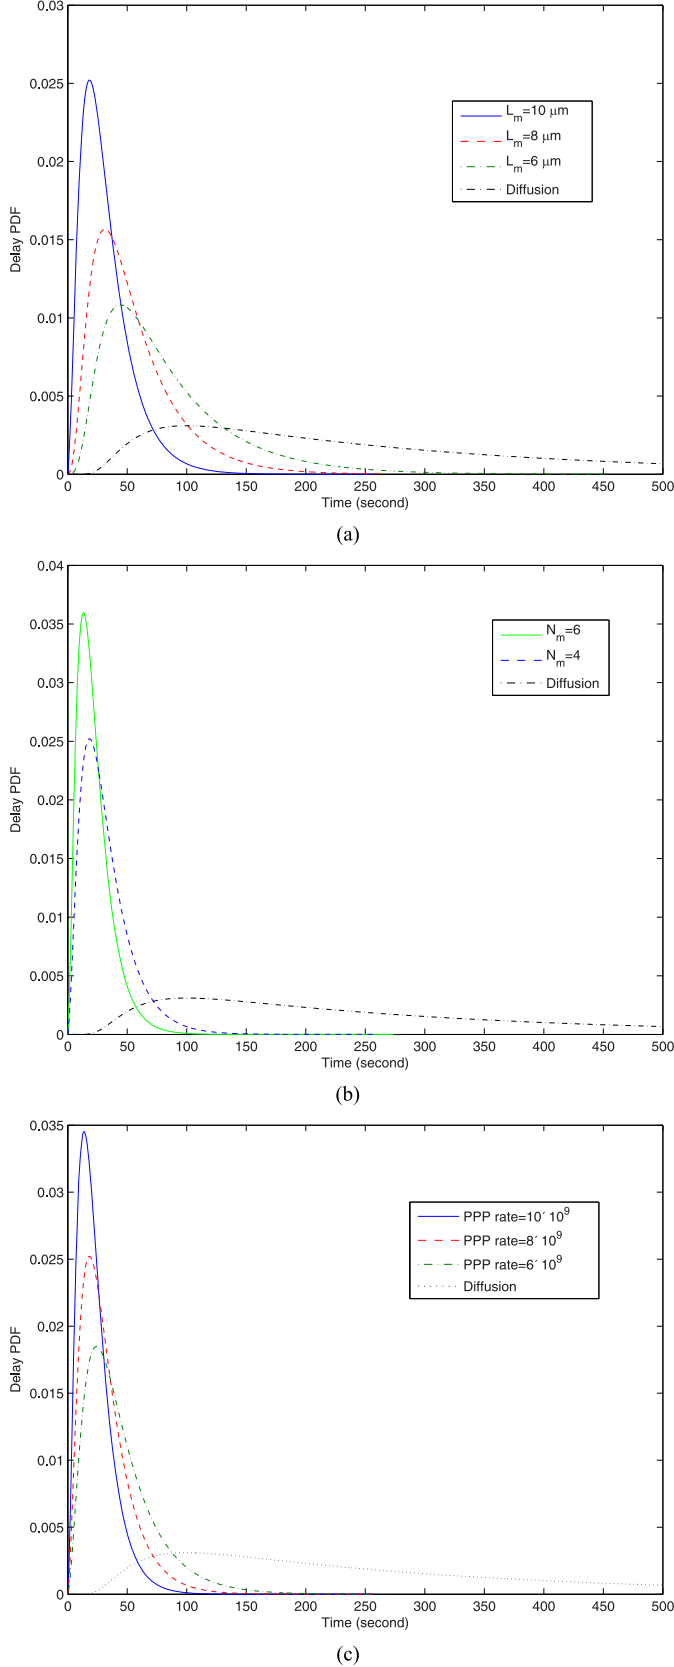 0.03
0.025
0.02
0.015
0.01
0.005
0
Delay PDF
L_m=10 μm
L_m=8 μm
L_m=6 μm
Diffusion
0 50 100 150 200 250 300 350 400 450 500
Time (second)
(a)
0.04
0.035
0.03
0.025
0.02
0.015
0.01
0.005
0
Delay PDF
N_m=6
N_m=4
Diffusion
0 50 100 150 200 250 300 350 400 450 500
Time (second)
(b)
0.035
0.03
0.025
0.02
0.015
0.01
0.005
0
Delay PDF
PPP rate=10´ 10⁹
PPP rate=8´ 10⁹
PPP rate=6´ 10⁹
Diffusion
0 50 100 150 200 250 300 350 400 450 500
Time (second)
(c)